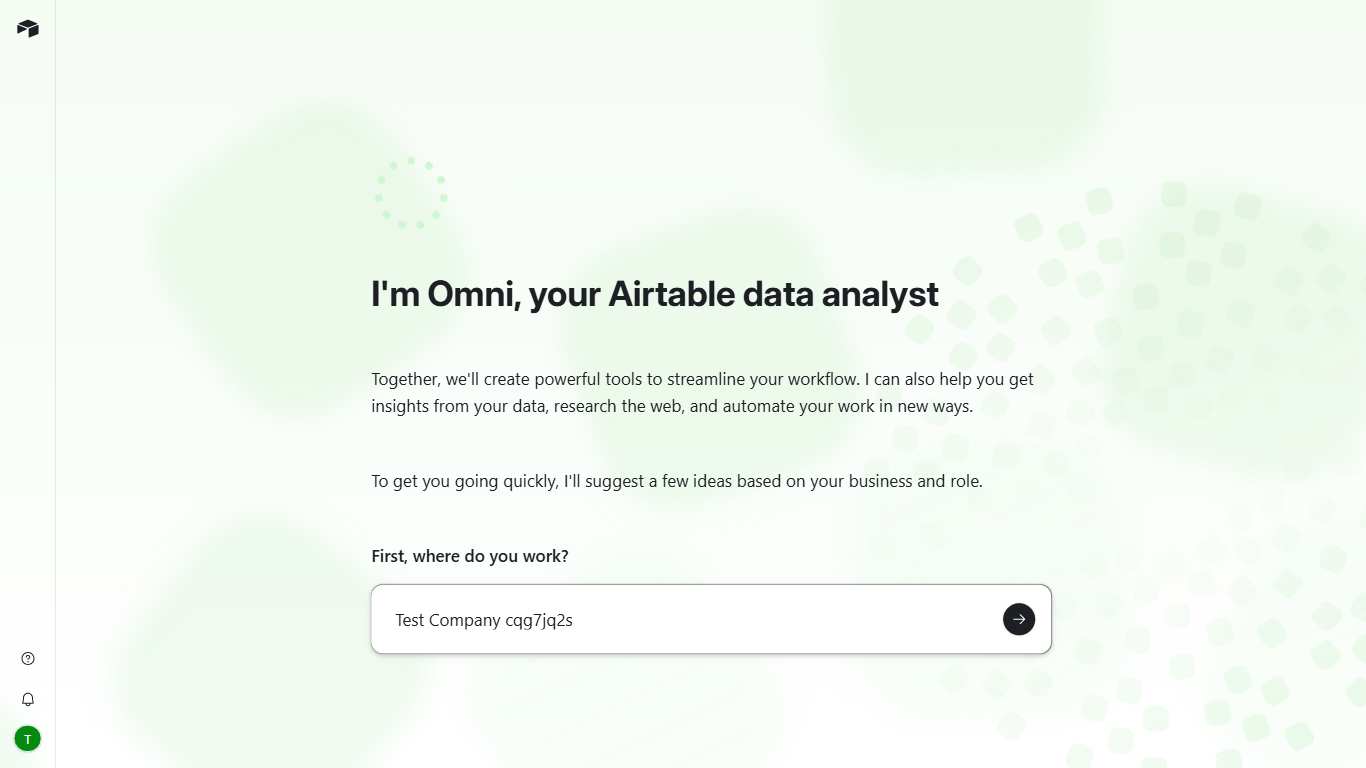 I'm Omni, your Airtable data analyst
Together, we'll create powerful tools to streamline your workflow. I can also help you get
insights from your data, research the web, and automate your work in new ways.
To get you going quickly, I'll suggest a few ideas based on your business and role.
First, where do you work?
Test Company cqg7jq2s
T